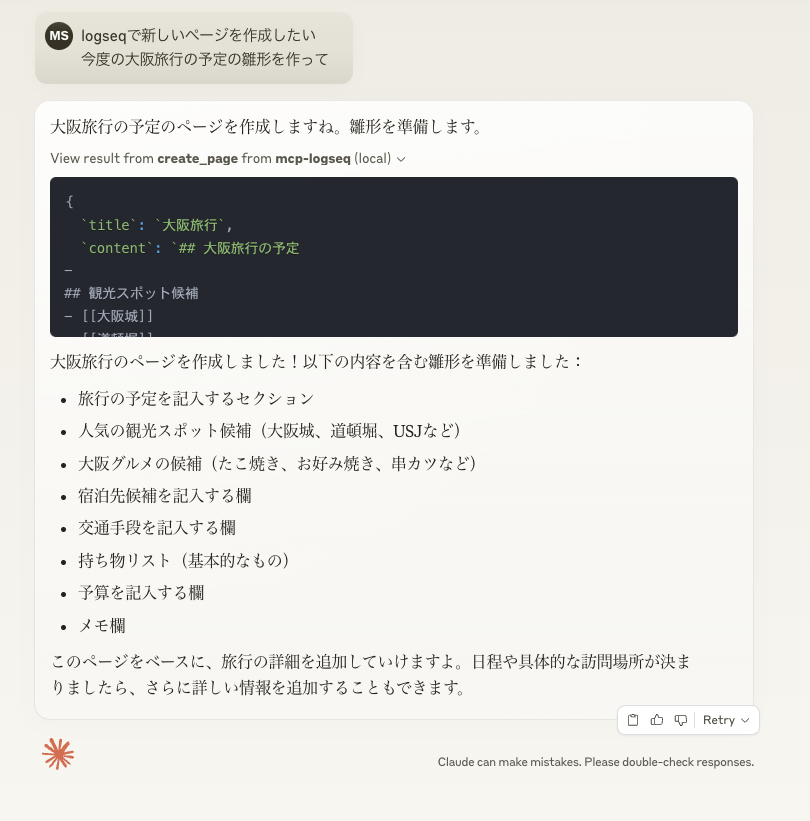 MS
logseqで新しいページを作成したい
今度の大阪旅行の予定の雛形を作って
大阪旅行の予定のページを作成しますね。雛形を準備します。
View result from create_page from mcp-logseq (local)
{
`title`: `大阪旅行`,
`content`: `## 大阪旅行の予定
–
## 観光スポット候補
– [[大阪城]]
– [[道頓堀]]
大阪旅行のページを作成しました！以下の内容を含む雛形を準備しました：
• 旅行の予定を記入するセクション
• 人気の観光スポット候補（大阪城、道頓堀、USJなど）
• 大阪グルメの候補（たこ焼き、お好み焼き、串カツなど）
• 宿泊先候補を記入する欄
• 交通手段を記入する欄
• 持ち物リスト（基本的なもの）
• 予算を記入する欄
• メモ欄
このページをベースに、旅行の詳細を追加していけますよ。日程や具体的な訪問場所が決ま
りましたら、さらに詳しい情報を追加することもできます。
Retry
Claude can make mistakes. Please double-check responses.